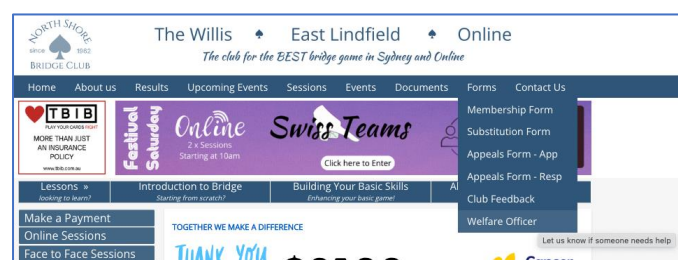 NORTH SHORE
since 1982
BRIDGE CLUB
The Willis East Lindfield Online
The club for the BEST bridge game in Sydney and Online
Home About us Results Upcoming Events Sessions Events Documents Forms Contact Us
TBIB
PLAY YOUR CARDS RIGHT
MORE THAN JUST
AN INSURANCE
POLICY
www.tbib.com.au
Festival
Saturday
Online
2 x Sessions
Starting at 10am
Swiss Teams
Click here to Enter
Membership Form
Substitution Form
Appeals Form - App
Appeals Form - Resp
Club Feedback
Welfare Officer
Let us know if someone needs help
Lessons »
looking to learn?
Introduction to Bridge
Starting from scratch?
Building Your Basic Skills
Enhancing your basic game!
Make a Payment
Online Sessions
Face to Face Sessions
TOGETHER WE MAKE A DIFFERENCE
THANK YOU